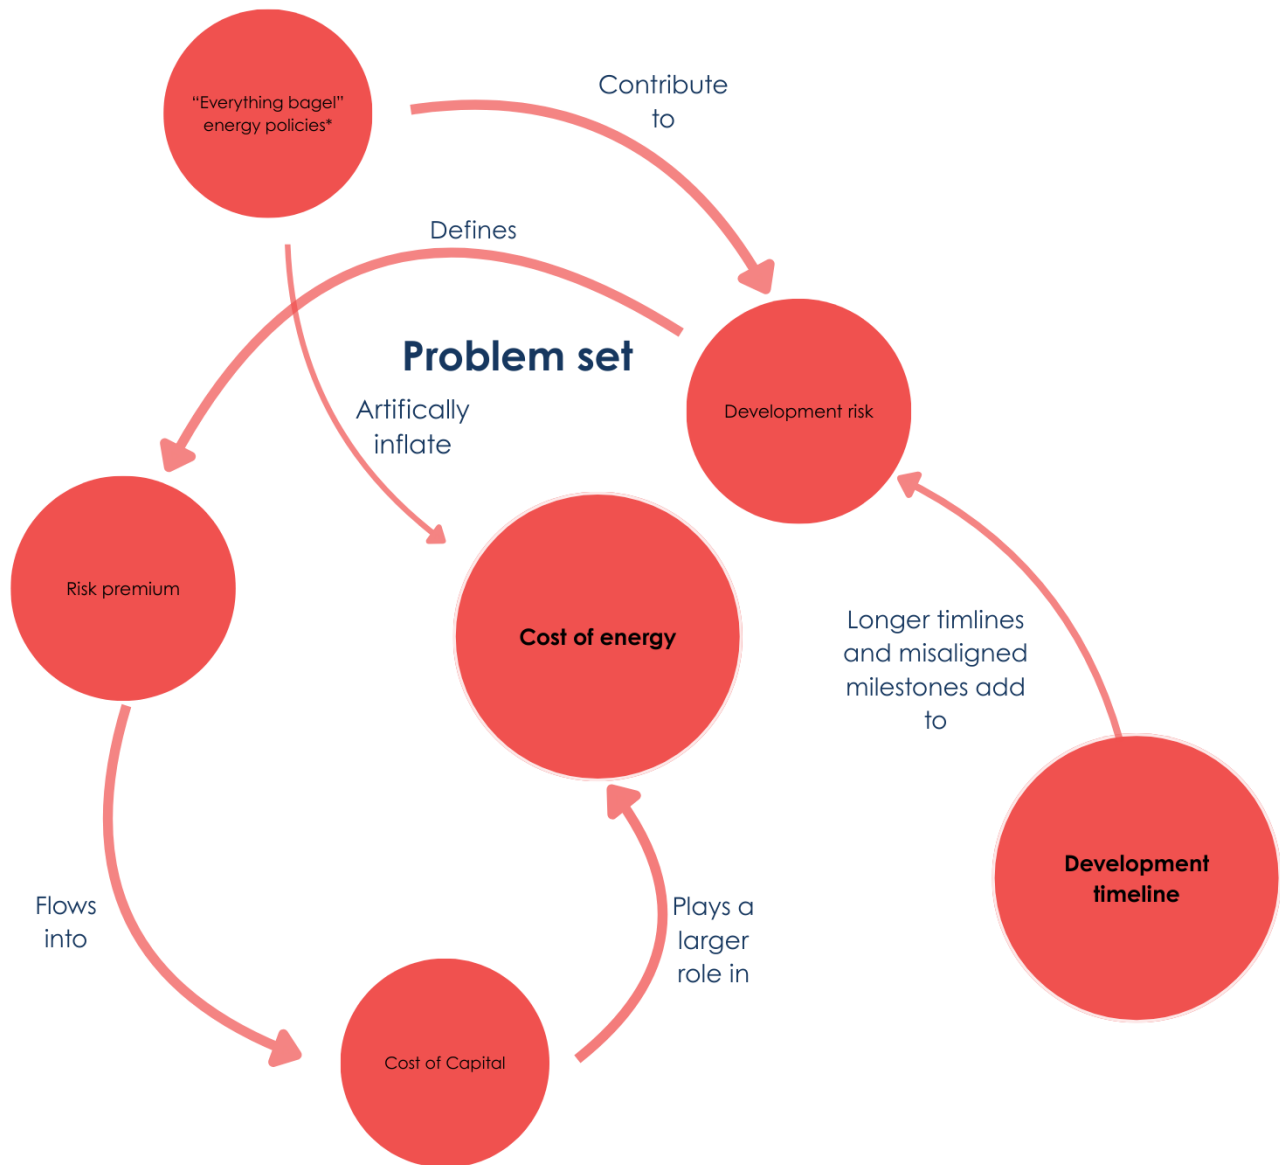 “Everything bagel”
energy policies*
Contribute
to
Defines
Problem set
Artifically
inflate
Development risk
Risk premium
Cost of energy
Longer timlines
and misaligned
milestones add
to
Development
timeline
Flows
into
Plays a
larger
role in
Cost of Capital